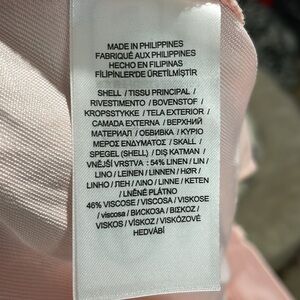 MADE IN PHILIPPINES
FABRIQUÉ AUX PHILIPPINES
HECHO EN FILIPINAS
FİLİPİNLER'DE ÜRETİLMİŞTİR
SHELL / TISSU PRINCIPAL /
RIVESTIMENTO / BOVENSTOF /
KROPSSTYKKE / TELA EXTERIOR /
CAMADA EXTERNA / ВЕРХНИЙ
МАТЕРИАЛ / ОБВИВКА / ΚΥΡΙΟ
ΜΕΡΟΣ ΕΝΔΥΜΑΤΟΣ / SKALL /
SPEGEL (SHELL) / DIŞ KATMAN /
VNĚJŠÍ VRSTVA : 54% LINEN / LIN /
LINO / LEINEN / LINNEN / HØR /
LINHO / ЛЕН / ΛΙΝΟ / LINNE / KETEN
/ LNĚNÉ PLÁTNO
46% VISCOSE / VISCOSA / VISKOSE
/ viscosa / ВИСКОЗА / ΒΙΣΚΟΖ /
VISKOS / VİSKOZ / VISKÓZOVÉ
HEDVÁBÍ